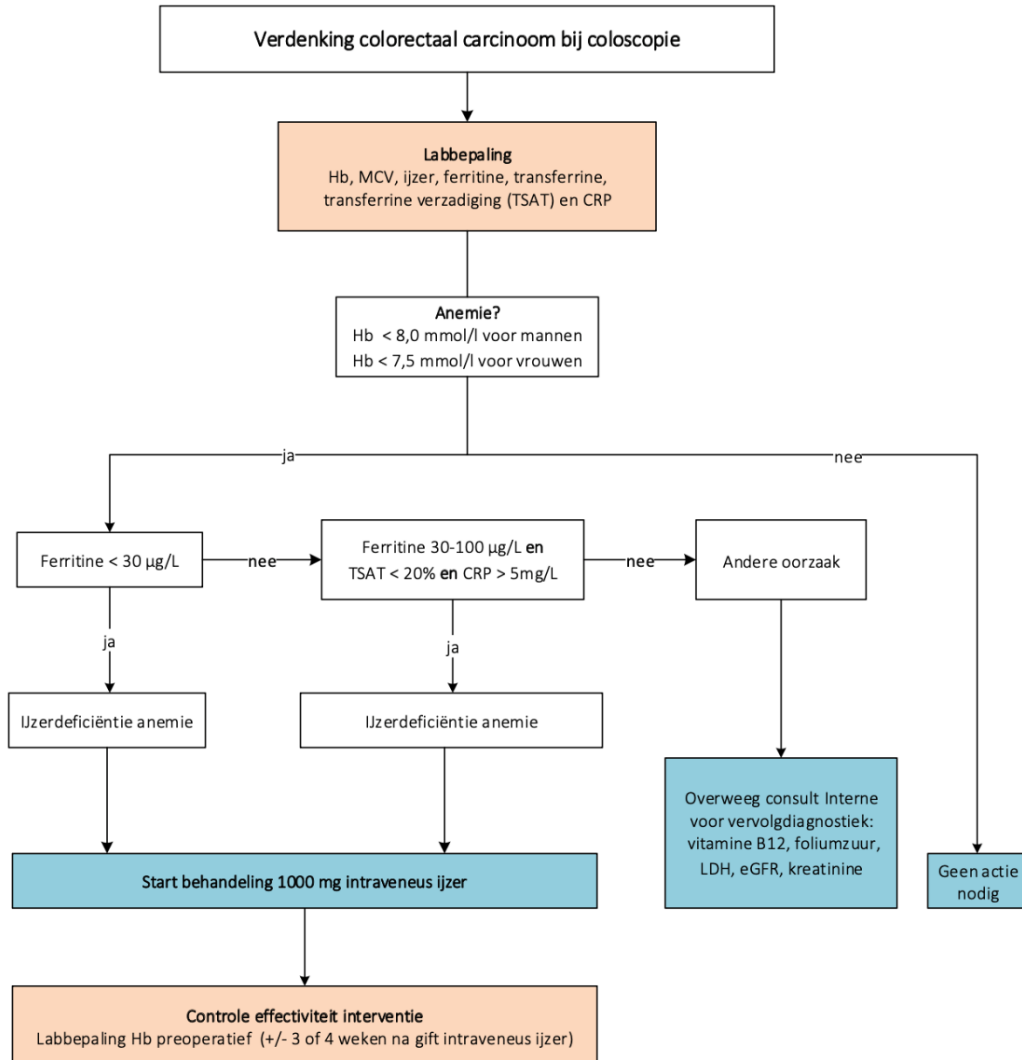 Verdenking colorectaal carcinoom bij coloscopie
Labbepaling
Hb, MCV, ijzer, ferritine, transferrine,
transferrine verzadiging (TSAT) en CRP
Anemie?
Hb < 8,0 mmol/l voor mannen
Hb < 7,5 mmol/l voor vrouwen
ja
nee
Ferritine < 30 µg/L
nee
Ferritine 30-100 µg/L en
TSAT < 20% en CRP > 5mg/L
nee
Andere oorzaak
ja
ja
IJzerdeficiëntie anemie
IJzerdeficiëntie anemie
Overweeg consult Interne
voor vervolgdiagnostiek:
vitamine B12, foliumzuur,
LDH, eGFR, kreatinine
Geen actie
nodig
Start behandeling 1000 mg intraveneus ijzer
Controle effectiviteit interventie
Labbepaling Hb preoperatief (+/- 3 of 4 weken na gift intraveneus ijzer)